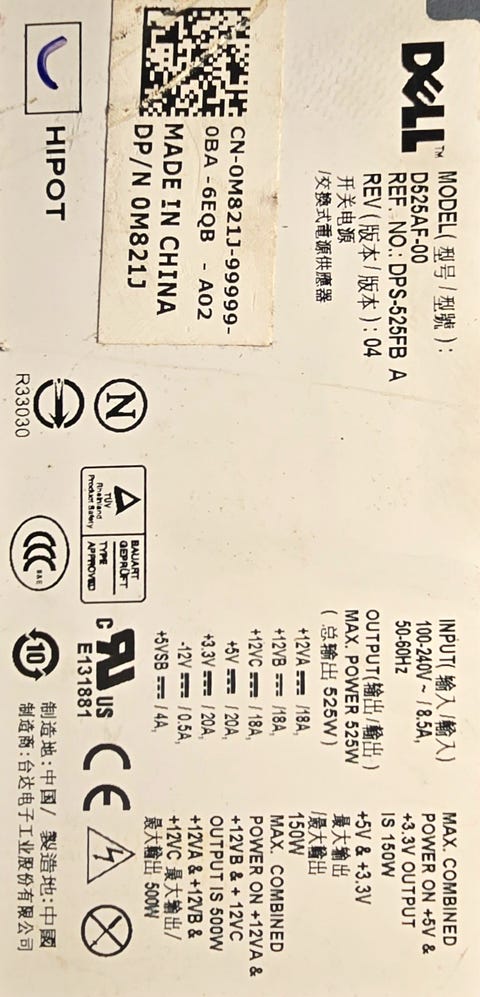 DELL™
MODEL(型号/型號):
D525AF-00
REF. NO.: DPS-525FB A
REV(版本/版本): 04
开关电源
/交換式電源供應器
CN-0M821J-99999-
0BA - 6EQB - A02
MADE IN CHINA
DP/N 0M821J
HIPOT
INPUT(输入/輸入)
100-240V~ / 8.5A,
50-60Hz
OUTPUT(输出/輸出)
MAX. POWER 525W
(总输出 525W)
+12VA ⎓ /18A,
+12VB ⎓ /18A,
+12VC ⎓ /18A,
+5V ⎓ / 20A,
+3.3V ⎓ / 20A,
-12V ⎓ / 0.5A,
+5VSB ⎓ / 4A,
MAX. COMBINED
POWER ON +5V &
+3.3V OUTPUT
IS 150W
+5V & +3.3V
最大输出
/最大輸出
150W
MAX. COMBINED
POWER ON +12VA &
+12VB & + 12VC
OUTPUT IS 500W
+12VA & +12VB &
+12VC 最大输出/
最大輸出 500W
N
R33030
TÜV
Rheinland
Product Safety
BAUART
GEPRÜFT
TYPE
APPROVED
CCC
S&E
c RU US
E131881
CE
10
制造地:中国/ 製造地:中國
制造商:台达电子工业股份有限公司